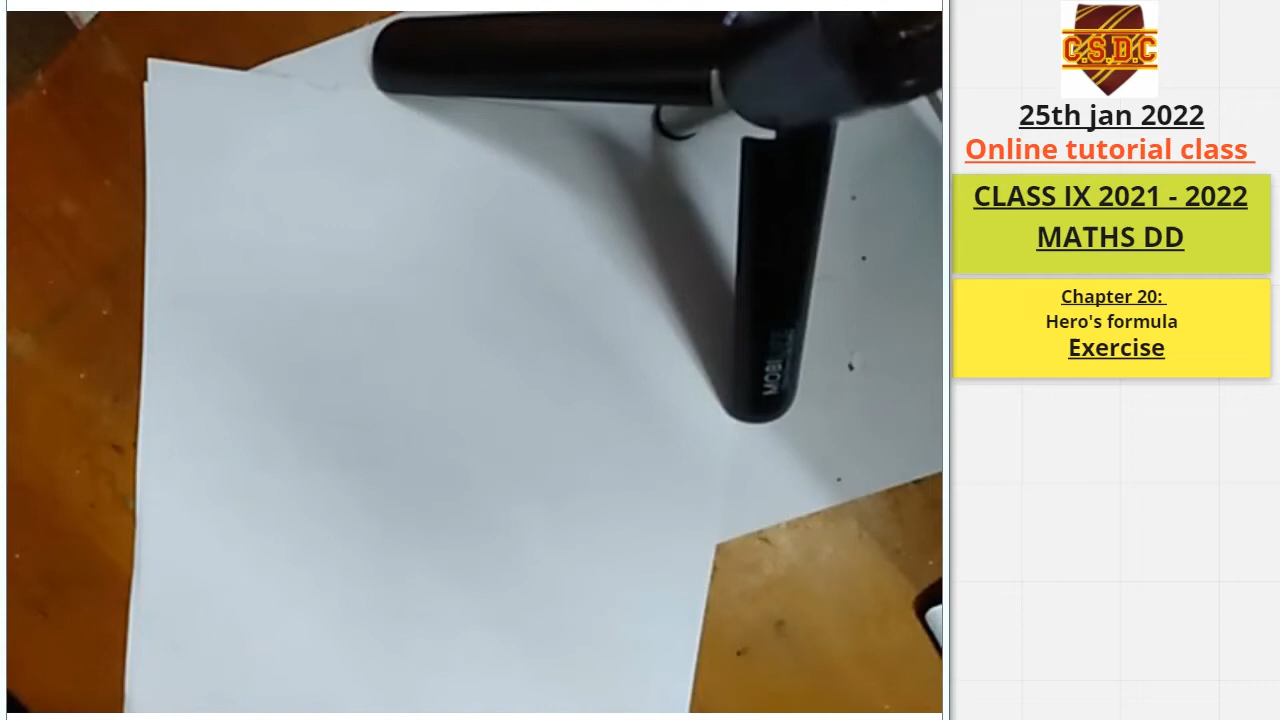 C.S.D.C
25th jan 2022
Online tutorial class
CLASS IX 2021 - 2022
MATHS DD
Chapter 20:
Hero's formula
Exercise